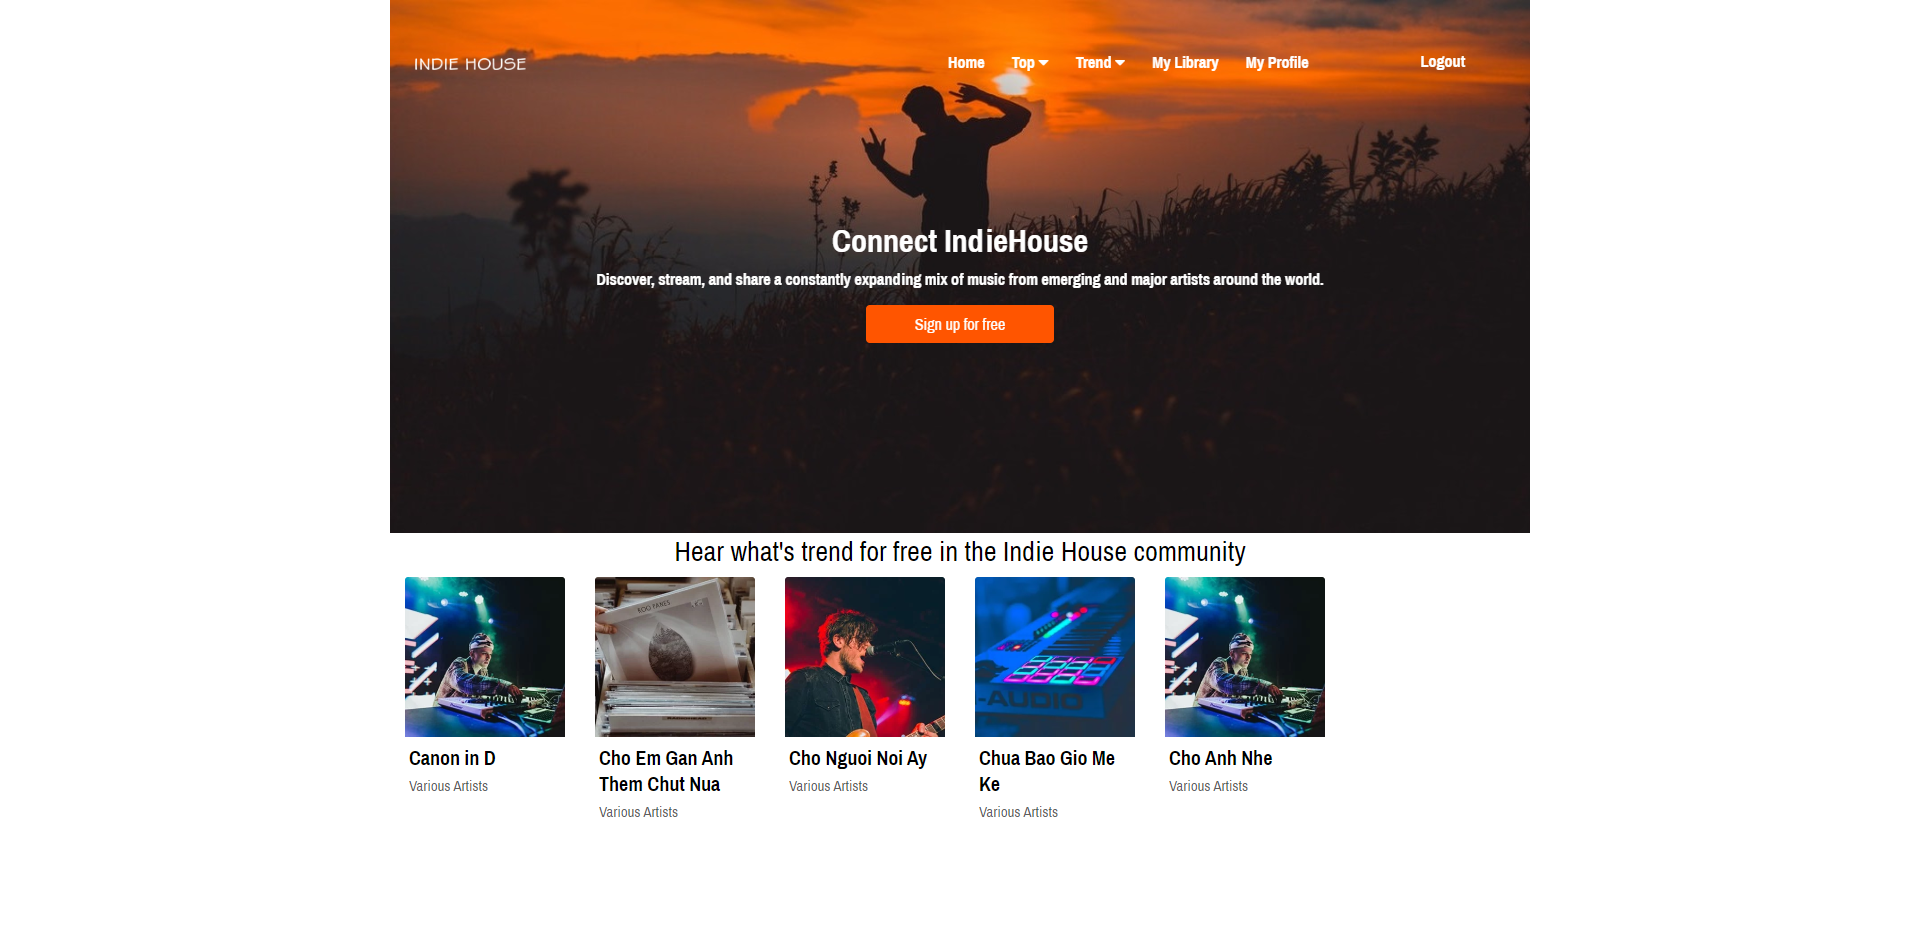 INDIE HOUSE
Home Top Trend My Library My Profile Logout
Connect IndieHouse
Discover, stream, and share a constantly expanding mix of music from emerging and major artists around the world.
Sign up for free
Hear what's trend for free in the Indie House community
ROO PANES
-AUDIO
Canon in D
Various Artists
Cho Em Gan Anh
Them Chut Nua
Various Artists
Cho Nguoi Noi Ay
Various Artists
Chua Bao Gio Me
Ke
Various Artists
Cho Anh Nhe
Various Artists